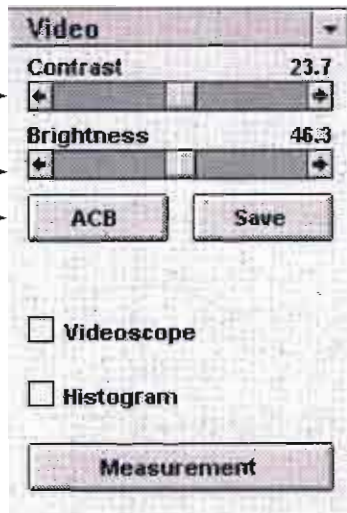 Video
Contrast 23.7
Brightness 46.3
ACB Save
Videoscope
Histogram
Measurement